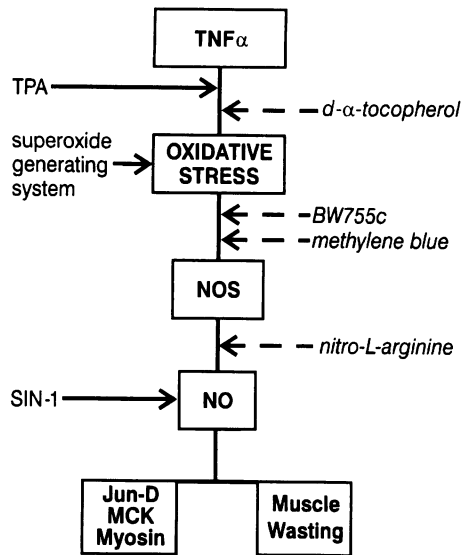 TNFα
TPA
d-α-tocopherol
superoxide
generating
system
OXIDATIVE
STRESS
BW755c
methylene blue
NOS
nitro-L-arginine
SIN-1
NO
Jun-D
MCK
Myosin
Muscle
Wasting